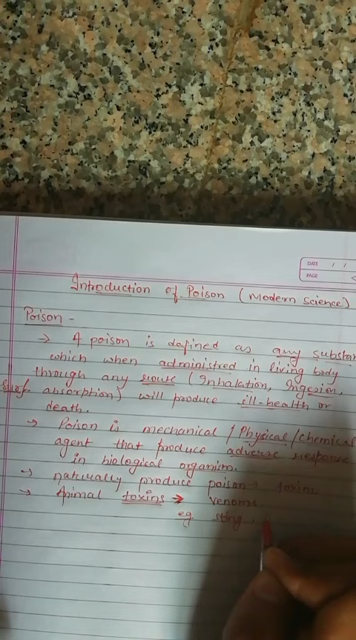 DATE / /
PAGE
Introduction of Poison (Modern Science)
Poison -
→ A poison is defined as any substan
which when administred in living body
through any route (Inhalation, Ingesion,
absorption) will produce ill-health or
death.
→ Poison is mechanical / Physical / chemical
agent that produce adverse response
in biological organism.
→ naturally produce poison = toxin
→ Animal toxins → venoms
eg sting